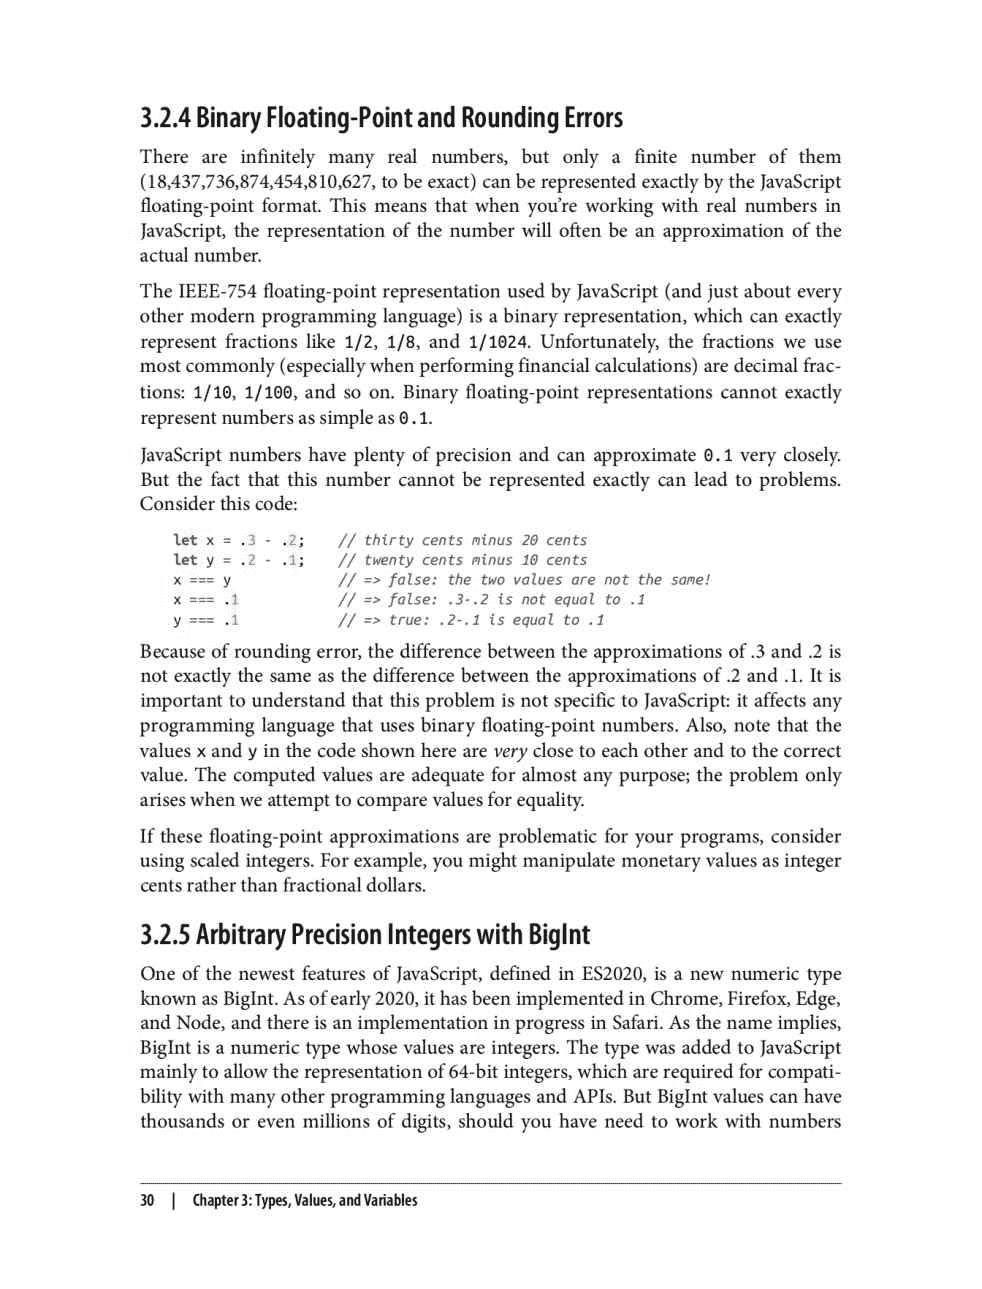 3.2.4 Binary Floating-Point and Rounding Errors
There are infinitely many real numbers, but only a finite number of them
(18,437,736,874,454,810,627, to be exact) can be represented exactly by the JavaScript
floating-point format. This means that when you’re working with real numbers in
JavaScript, the representation of the number will often be an approximation of the
actual number.
The IEEE-754 floating-point representation used by JavaScript (and just about every
other modern programming language) is a binary representation, which can exactly
represent fractions like 1/2, 1/8, and 1/1024. Unfortunately, the fractions we use
most commonly (especially when performing financial calculations) are decimal frac-
tions: 1/10, 1/100, and so on. Binary floating-point representations cannot exactly
represent numbers as simple as 0.1.
JavaScript numbers have plenty of precision and can approximate 0.1 very closely.
But the fact that this number cannot be represented exactly can lead to problems.
Consider this code:
let x = .3 - .2;    // thirty cents minus 20 cents
let y = .2 - .1;    // twenty cents minus 10 cents
x === y             // => false: the two values are not the same!
x === .1            // => false: .3-.2 is not equal to .1
y === .1            // => true: .2-.1 is equal to .1
Because of rounding error, the difference between the approximations of .3 and .2 is
not exactly the same as the difference between the approximations of .2 and .1. It is
important to understand that this problem is not specific to JavaScript: it affects any
programming language that uses binary floating-point numbers. Also, note that the
values x and y in the code shown here are very close to each other and to the correct
value. The computed values are adequate for almost any purpose; the problem only
arises when we attempt to compare values for equality.
If these floating-point approximations are problematic for your programs, consider
using scaled integers. For example, you might manipulate monetary values as integer
cents rather than fractional dollars.
3.2.5 Arbitrary Precision Integers with BigInt
One of the newest features of JavaScript, defined in ES2020, is a new numeric type
known as BigInt. As of early 2020, it has been implemented in Chrome, Firefox, Edge,
and Node, and there is an implementation in progress in Safari. As the name implies,
BigInt is a numeric type whose values are integers. The type was added to JavaScript
mainly to allow the representation of 64-bit integers, which are required for compati-
bility with many other programming languages and APIs. But BigInt values can have
thousands or even millions of digits, should you have need to work with numbers
30 | Chapter 3: Types, Values, and Variables